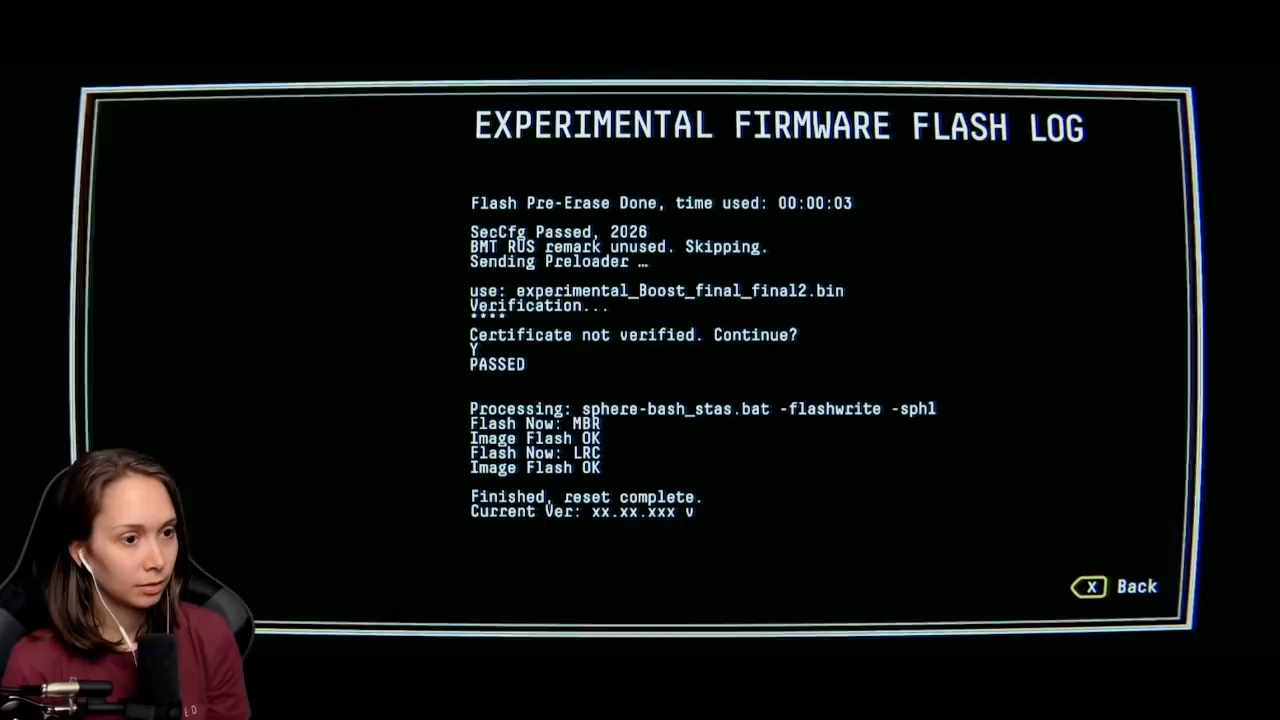 EXPERIMENTAL FIRMWARE FLASH LOG
Flash Pre-Erase Done, time used: 00:00:03
SecCfg Passed, 2026
BMT RUS remark unused. Skipping.
Sending Preloader …
use: experimental_Boost_final_final2.bin
Verification...
****
Certificate not verified. Continue?
Y
PASSED
Processing: sphere-bash_stas.bat -flashwrite -sphl
Flash Now: MBR
Image Flash OK
Flash Now: LRC
Image Flash OK
Finished, reset complete.
Current Ver: xx.xx.xxx v
X Back